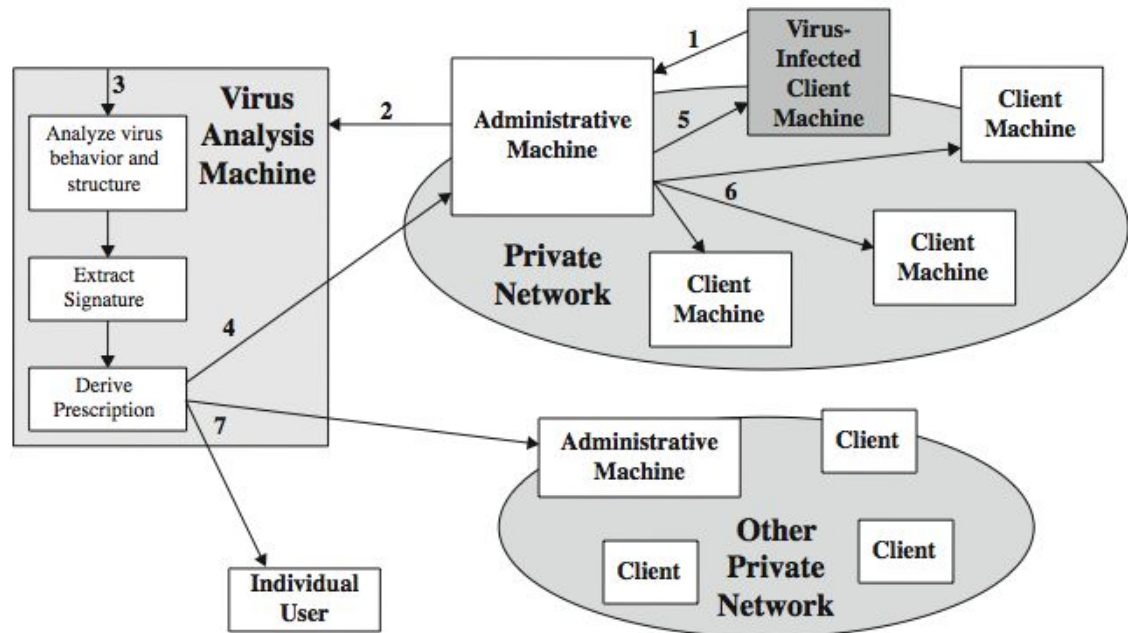 3
Virus
Analysis
Machine
Analyze virus
behavior and
structure
Extract
Signature
Derive
Prescription
2
4
7
1
Virus-
Infected
Client
Machine
Administrative
Machine
5
6
Client
Machine
Client
Machine
Client
Machine
Private
Network
Administrative
Machine
Client
Client
Client
Other
Private
Network
Individual
User